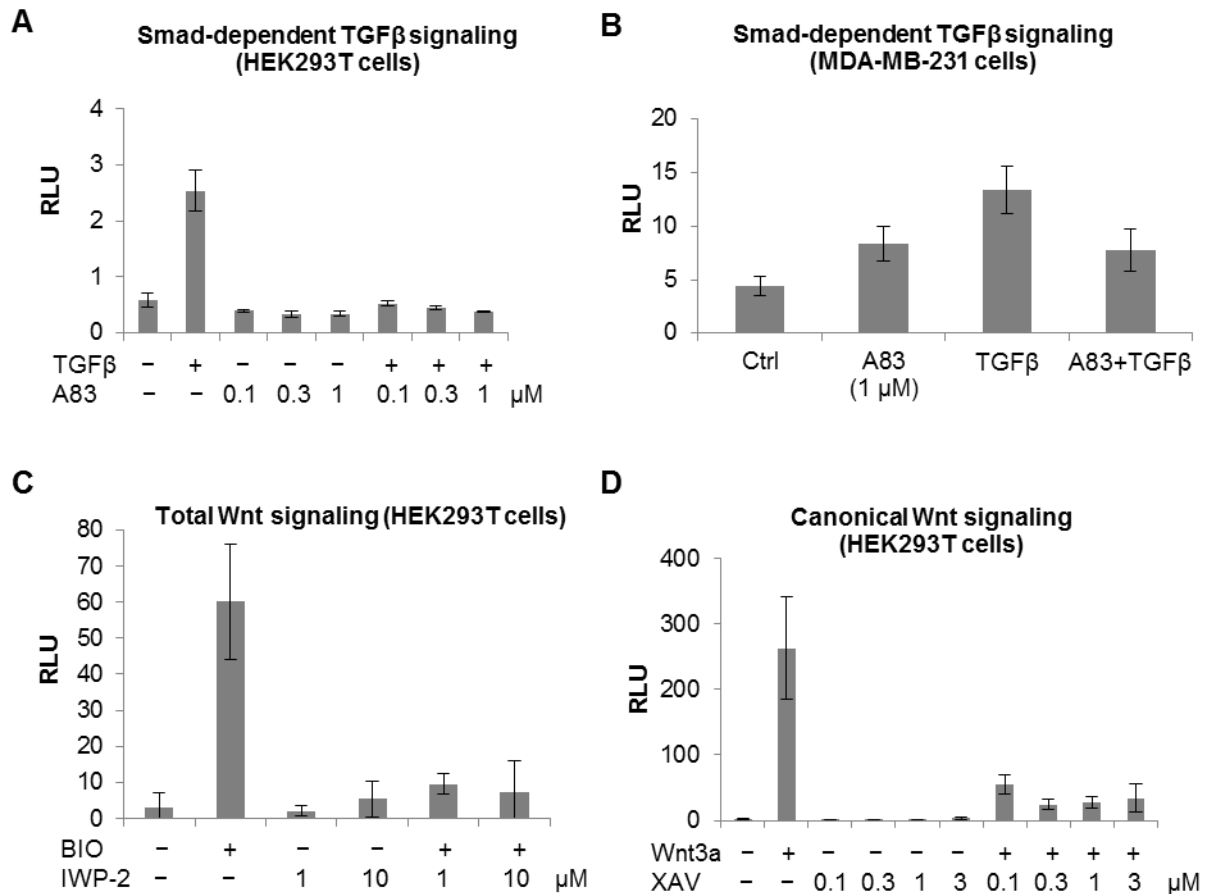 A
Smad-dependent TGFβ signaling
(HEK293T cells)
RLU
4
3
2
1
0
TGFβ − + − − − + + +
A83 − − 0.1 0.3 1 0.1 0.3 1 μM
B
Smad-dependent TGFβ signaling
(MDA-MB-231 cells)
RLU
20
15
10
5
0
Ctrl A83 TGFβ A83+TGFβ
(1 μM)
C
Total Wnt signaling (HEK293T cells)
RLU
80
70
60
50
40
30
20
10
0
BIO − + − − + +
IWP-2 − − 1 10 1 10 μM
D
Canonical Wnt signaling
(HEK293T cells)
RLU
400
300
200
100
0
Wnt3a − + − − − − + + + +
XAV − − 0.1 0.3 1 3 0.1 0.3 1 3 μM